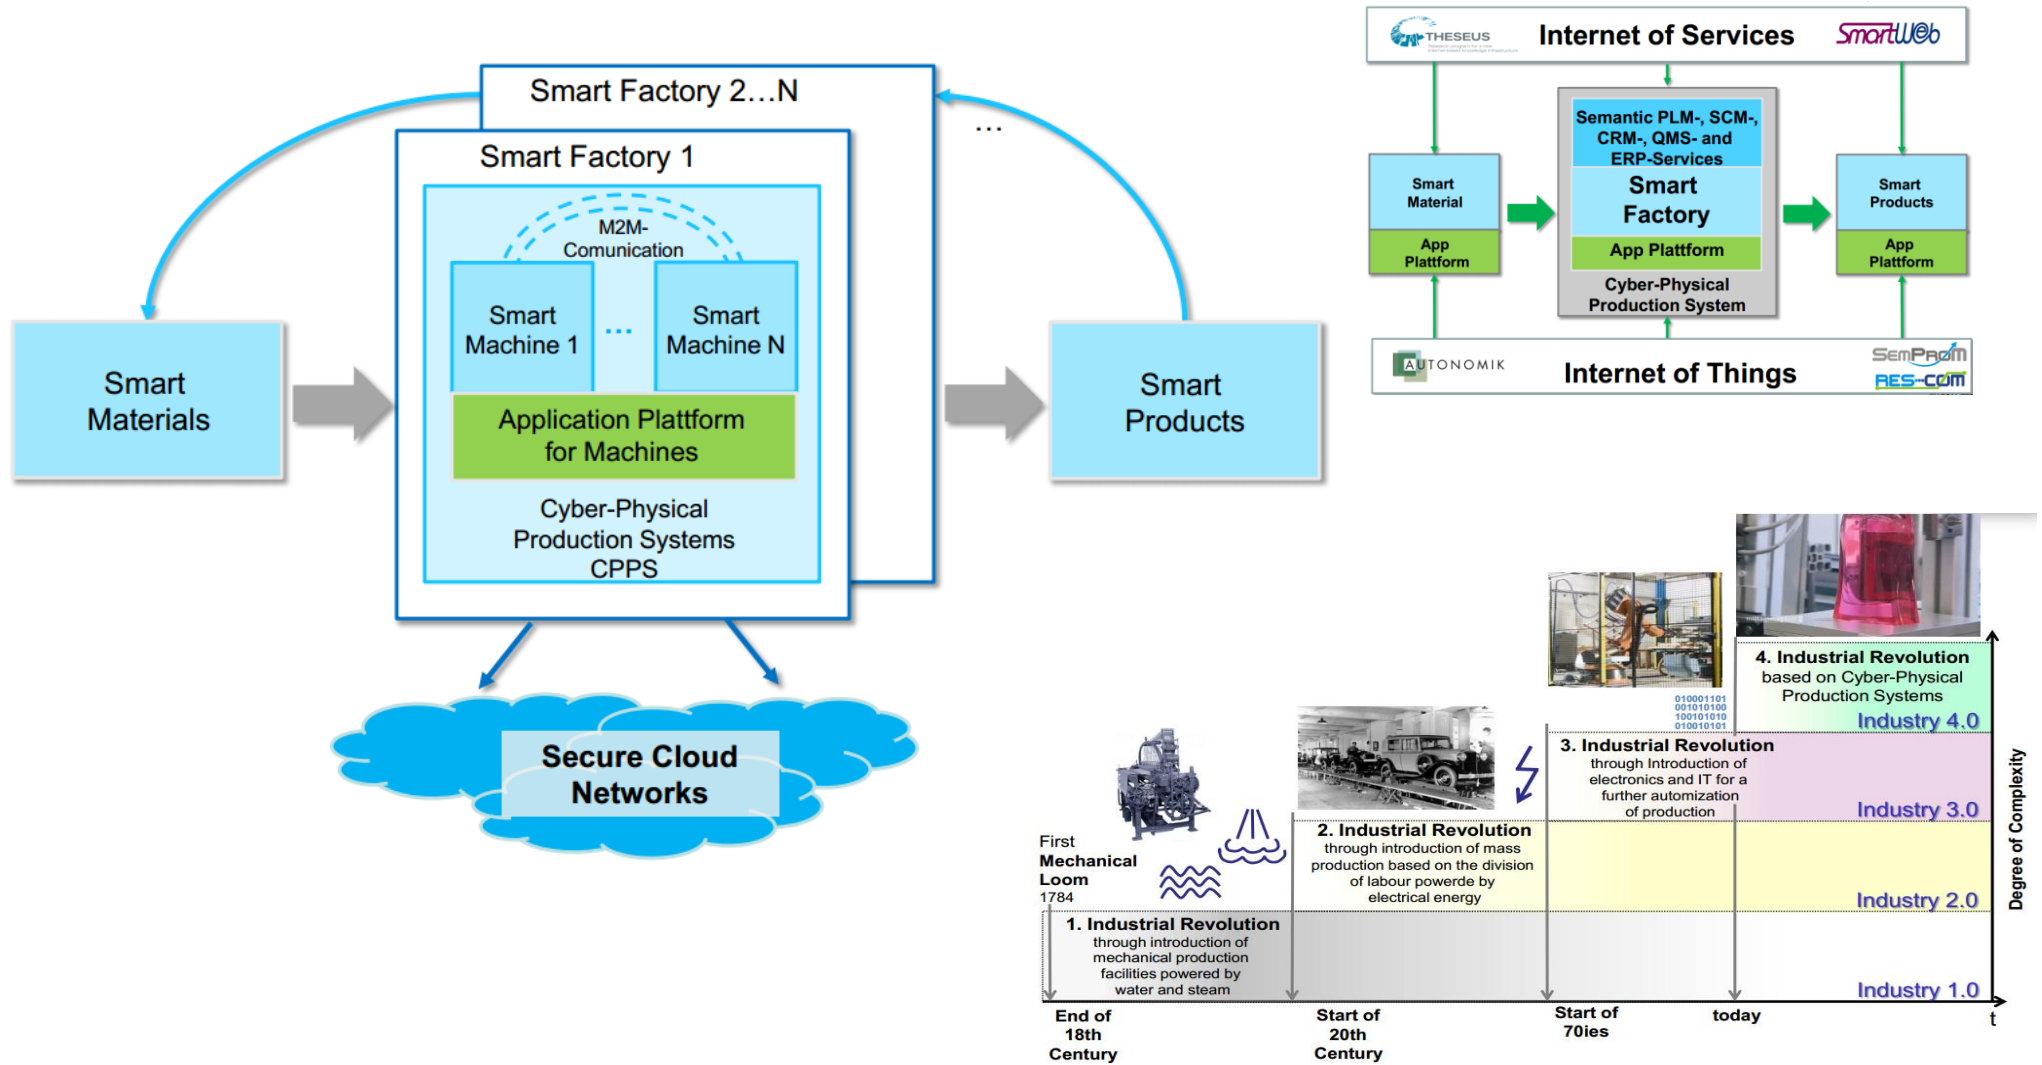 Smart Factory 2...N
...
Smart Factory 1
M2M-
Comunication
Smart
Machine 1
...
Smart
Machine N
Application Plattform
for Machines
Cyber-Physical
Production Systems
CPPS
Smart
Materials
Smart
Products
Secure Cloud
Networks
THESEUS
Internet of Services
SmartWeb
Semantic PLM-, SCM-,
CRM-, QMS- and
ERP-Services
Smart
Factory
App Plattform
Cyber-Physical
Production System
Smart
Material
App
Plattform
Smart
Products
App
Plattform
AUTONOMIK
Internet of Things
SEMPROM
RES-COM
4. Industrial Revolution
based on Cyber-Physical
Production Systems
Industry 4.0
010001101
001010100
100101010
010010101
3. Industrial Revolution
through Introduction of
electronics and IT for a
further automization
of production
Industry 3.0
2. Industrial Revolution
through introduction of mass
production based on the division
of labour powerde by
electrical energy
Industry 2.0
First
Mechanical
Loom
1784
1. Industrial Revolution
through introduction of
mechanical production
facilities powered by
water and steam
Industry 1.0
Degree of Complexity
End of
18th
Century
Start of
20th
Century
Start of
70ies
today
t